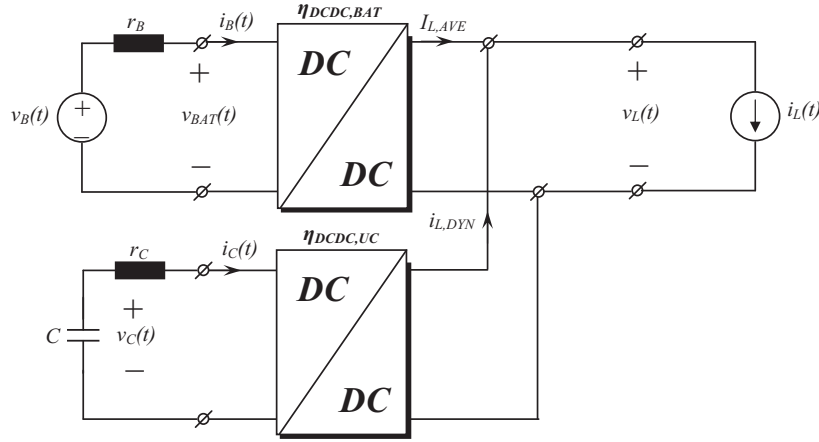 η_DCDC,BAT
r_B
i_B(t)
I_L,AVE
DC
+
+
+
v_B(t)
v_BAT(t)
v_L(t)
i_L(t)
−
−
−
DC
i_L,DYN
η_DCDC,UC
r_C
i_C(t)
DC
+
C
v_C(t)
−
DC